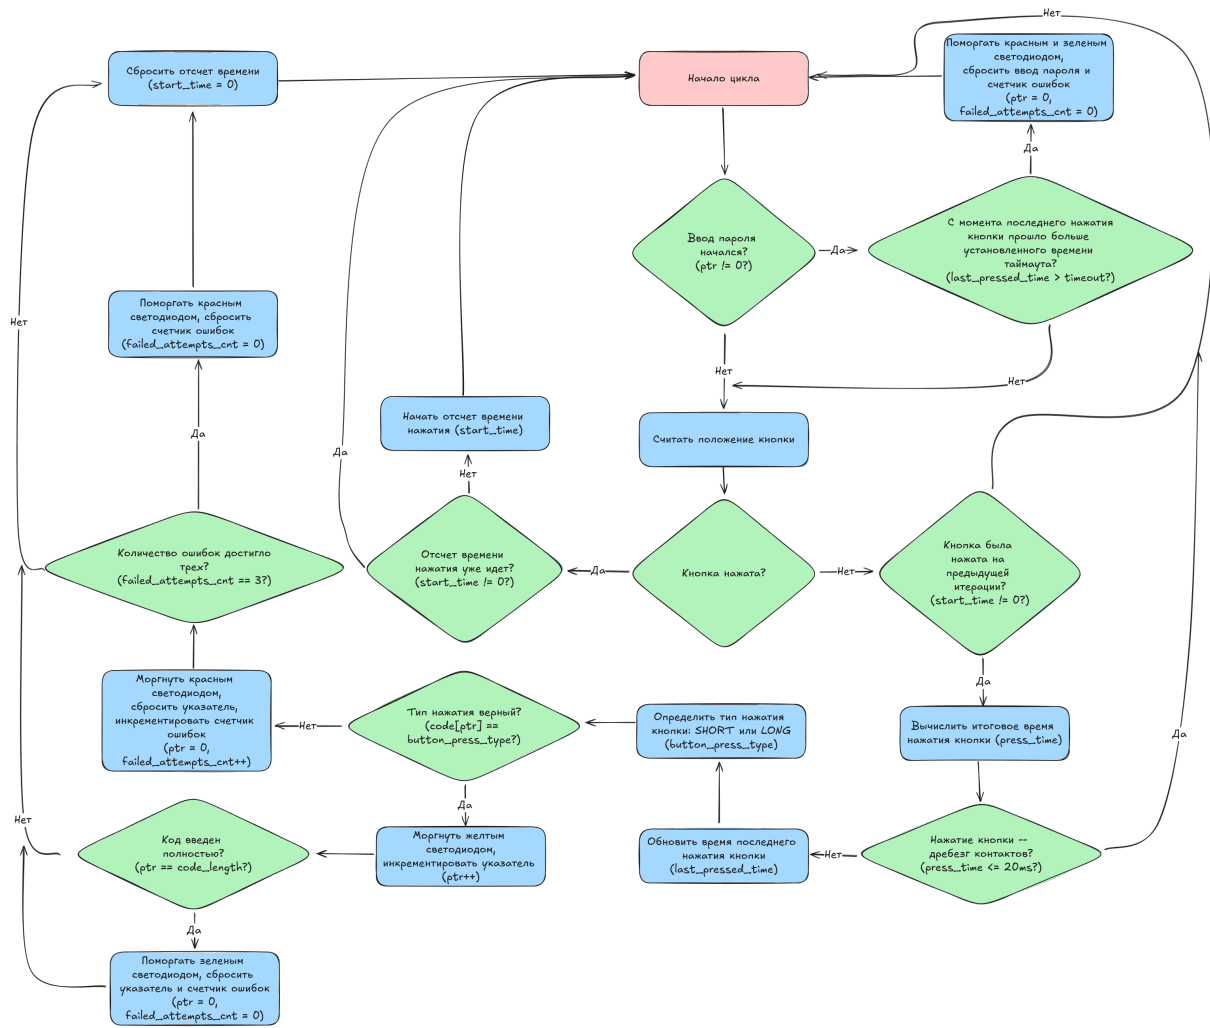 Нет
Сбросить отсчет времени
(start_time = 0)
Начало цикла
Поморгать красным и зеленым
светодиодом,
сбросить ввод пароля и
счетчик ошибок
(ptr = 0,
failed_attempts_cnt = 0)
Да
Ввод пароля
начался?
(ptr != 0?)
Да
С момента последнего нажатия
кнопки прошло больше
установленного времени
таймаута?
(last_pressed_time > timeout?)
Нет
Поморгать красным
светодиодом, сбросить
счетчик ошибок
(failed_attempts_cnt = 0)
Нет
Нет
Да
Да
Начать отсчет времени
нажатия (start_time)
Считать положение кнопки
Нет
Количество ошибок достигло
трех?
(failed_attempts_cnt == 3?)
Отсчет времени
нажатия уже идет?
(start_time != 0?)
Да
Кнопка нажата?
Нет
Кнопка была
нажата на
предыдущей
итерации?
(start_time != 0?)
Да
Моргнуть красным
светодиодом,
сбросить указатель,
инкрементировать счетчик
ошибок
(ptr = 0,
failed_attempts_cnt++)
Нет
Тип нажатия верный?
(code[ptr] ==
button_press_type?)
Определить тип нажатия
кнопки: SHORT или LONG
(button_press_type)
Вычислить итоговое время
нажатия кнопки (press_time)
Да
Да
Нет
Код введен
полностью?
(ptr == code_length?)
Моргнуть желтым
светодиодом,
инкрементировать указатель
(ptr++)
Обновить время последнего
нажатия кнопки
(last_pressed_time)
Нет
Нажатие кнопки --
дребезг контактов?
(press_time <= 20ms?)
Да
Поморгать зеленым
светодиодом, сбросить
указатель и счетчик ошибок
(ptr = 0,
failed_attempts_cnt = 0)